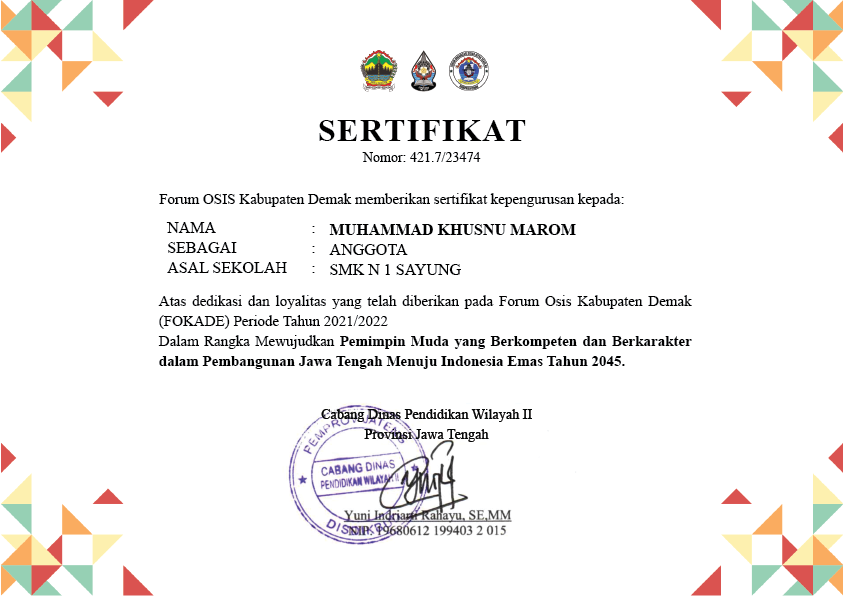 SERTIFIKAT
Nomor: 421.7/23474
Forum OSIS Kabupaten Demak memberikan sertifikat kepengurusan kepada:
NAMA : MUHAMMAD KHUSNU MAROM
SEBAGAI : ANGGOTA
ASAL SEKOLAH : SMK N 1 SAYUNG
Atas dedikasi dan loyalitas yang telah diberikan pada Forum Osis Kabupaten Demak
(FOKADE) Periode Tahun 2021/2022
Dalam Rangka Mewujudkan Pemimpin Muda yang Berkompeten dan Berkarakter
dalam Pembangunan Jawa Tengah Menuju Indonesia Emas Tahun 2045.
Cabang Dinas Pendidikan Wilayah II
Provinsi Jawa Tengah
PEMPROV JATENG
CABANG DINAS
PENDIDIKAN WILAYAH II
Yuni Indriani Rahayu, SE,MM
NIP. 19680612 199403 2 015